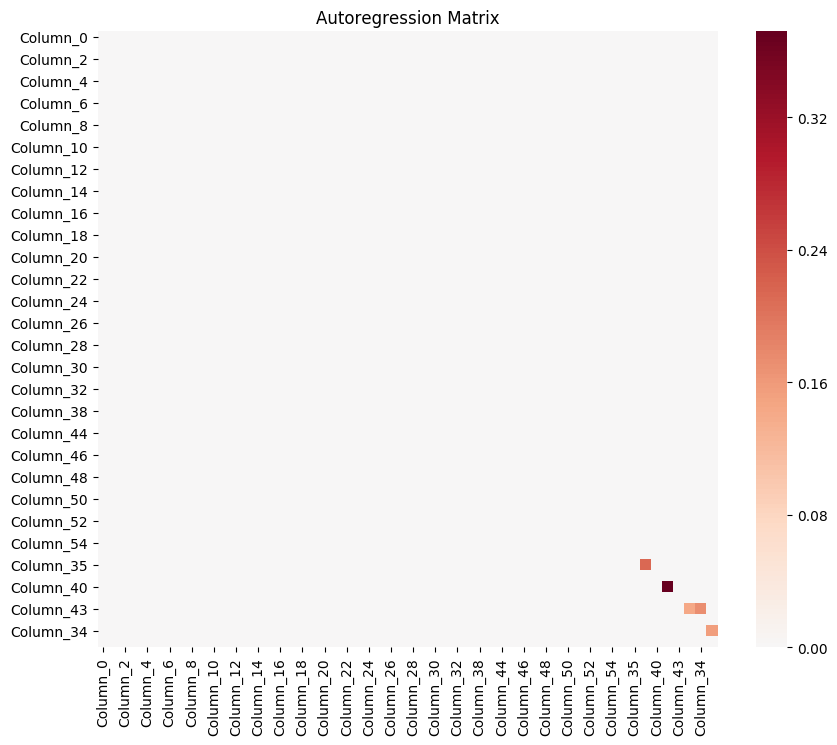 Autoregression Matrix
Column_0
Column_2
Column_4
Column_6
Column_8
Column_10
Column_12
Column_14
Column_16
Column_18
Column_20
Column_22
Column_24
Column_26
Column_28
Column_30
Column_32
Column_38
Column_44
Column_46
Column_48
Column_50
Column_52
Column_54
Column_35
Column_40
Column_43
Column_34
Column_0
Column_2
Column_4
Column_6
Column_8
Column_10
Column_12
Column_14
Column_16
Column_18
Column_20
Column_22
Column_24
Column_26
Column_28
Column_30
Column_32
Column_38
Column_44
Column_46
Column_48
Column_50
Column_52
Column_54
Column_35
Column_40
Column_43
Column_34
0.32
0.24
0.16
0.08
0.00